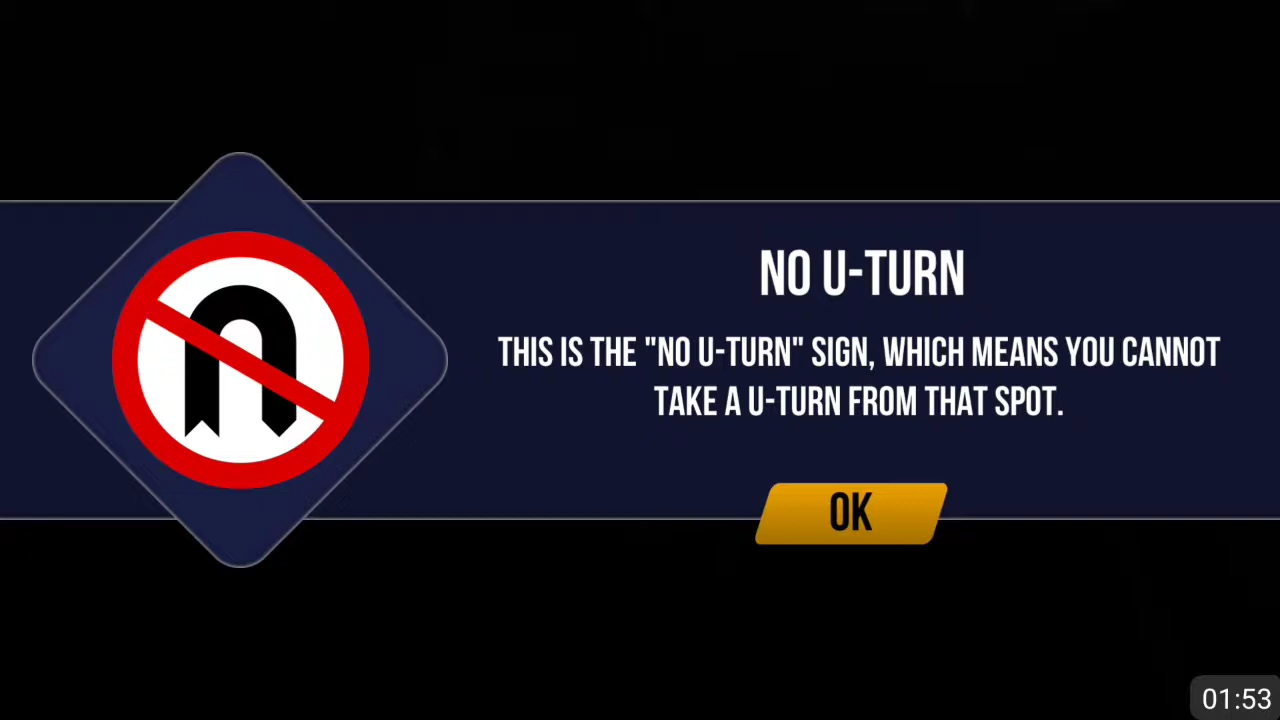 NO U-TURN
THIS IS THE "NO U-TURN" SIGN, WHICH MEANS YOU CANNOT
TAKE A U-TURN FROM THAT SPOT.
OK
01:53